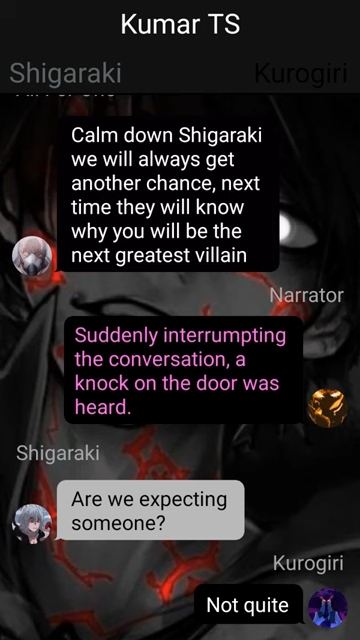 Kumar TS
Shigaraki
Kurogiri
Calm down Shigaraki
we will always get
another chance, next
time they will know
why you will be the
next greatest villain
Narrator
Suddenly interrupting
the conversation, a
knock on the door was
heard.
Shigaraki
Are we expecting
someone?
Kurogiri
Not quite